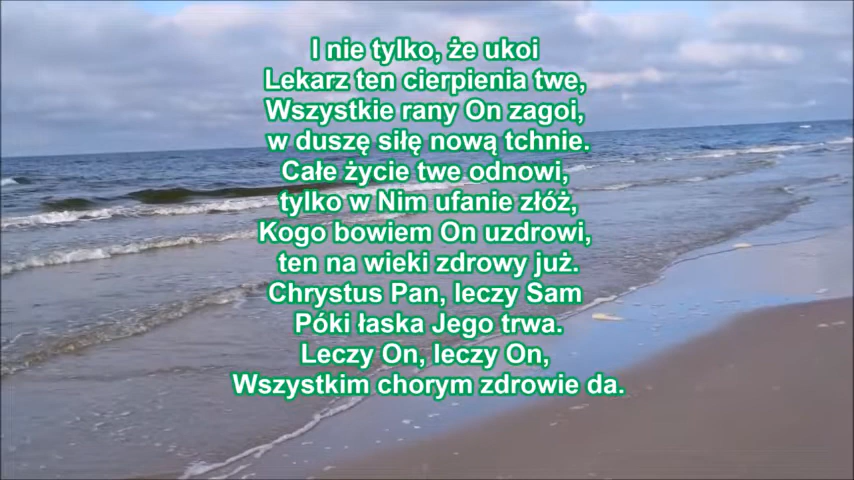 I nie tylko, że ukoi
Lekarz ten cierpienia twe,
Wszystkie rany On zagoi,
w duszę siłę nową tchnie.
Całe życie twe odnowi,
tylko w Nim ufanie złóż,
Kogo bowiem On uzdrowi,
ten na wieki zdrowy już.
Chrystus Pan, leczy Sam
Póki łaska Jego trwa.
Leczy On, leczy On,
Wszystkim chorym zdrowie da.